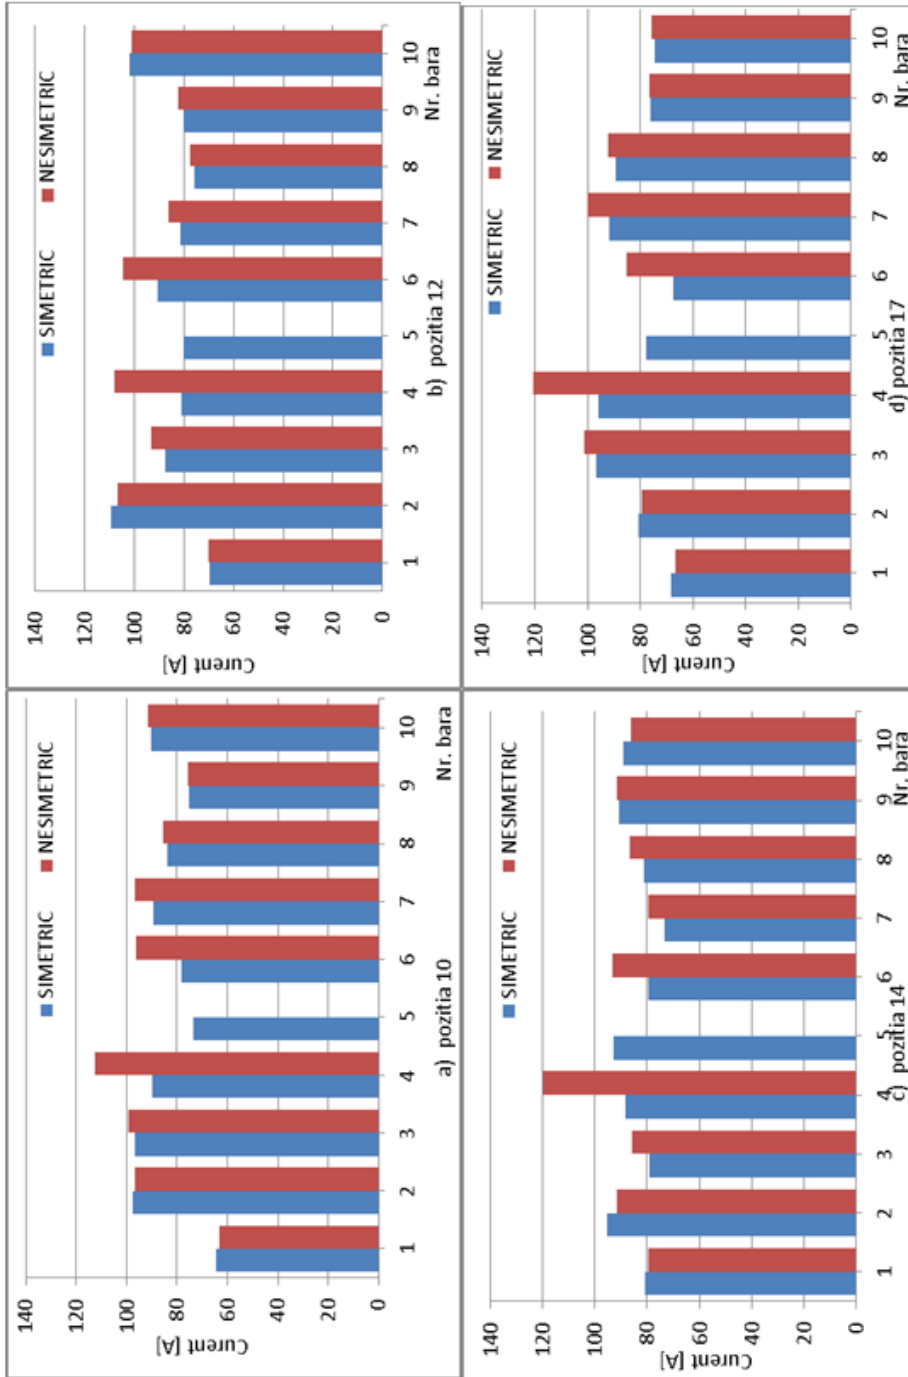 SIMETRIC NESIMETRIC
140
120
100
80
60
40
20
0
Curent [A]
1 2 3 4 5 6 7 8 9 10
a) pozitia 10 Nr. bara
SIMETRIC NESIMETRIC
140
120
100
80
60
40
20
0
Curent [A]
1 2 3 4 5 6 7 8 9 10
b) pozitia 12 Nr. bara
SIMETRIC NESIMETRIC
140
120
100
80
60
40
20
0
Curent [A]
1 2 3 4 5 6 7 8 9 10
c) pozitia 14 Nr. bara
SIMETRIC NESIMETRIC
140
120
100
80
60
40
20
0
Curent [A]
1 2 3 4 5 6 7 8 9 10
d) pozitia 17 Nr. bara